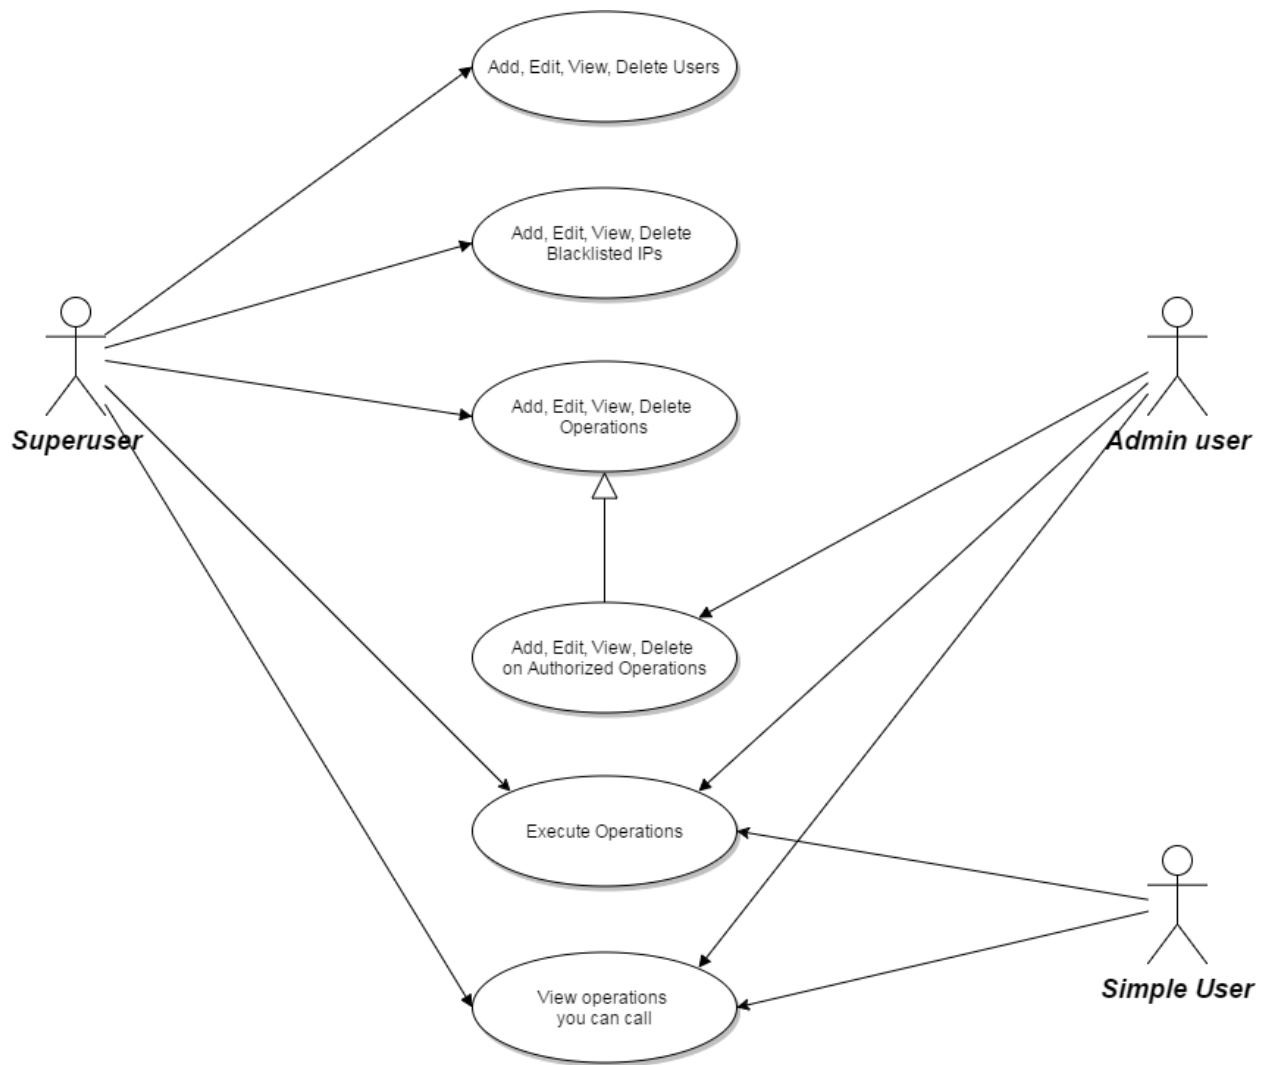 Add, Edit, View, Delete Users
Add, Edit, View, Delete
Blacklisted IPs
Superuser
Add, Edit, View, Delete
Operations
Admin user
Add, Edit, View, Delete
on Authorized Operations
Execute Operations
View operations
you can call
Simple User